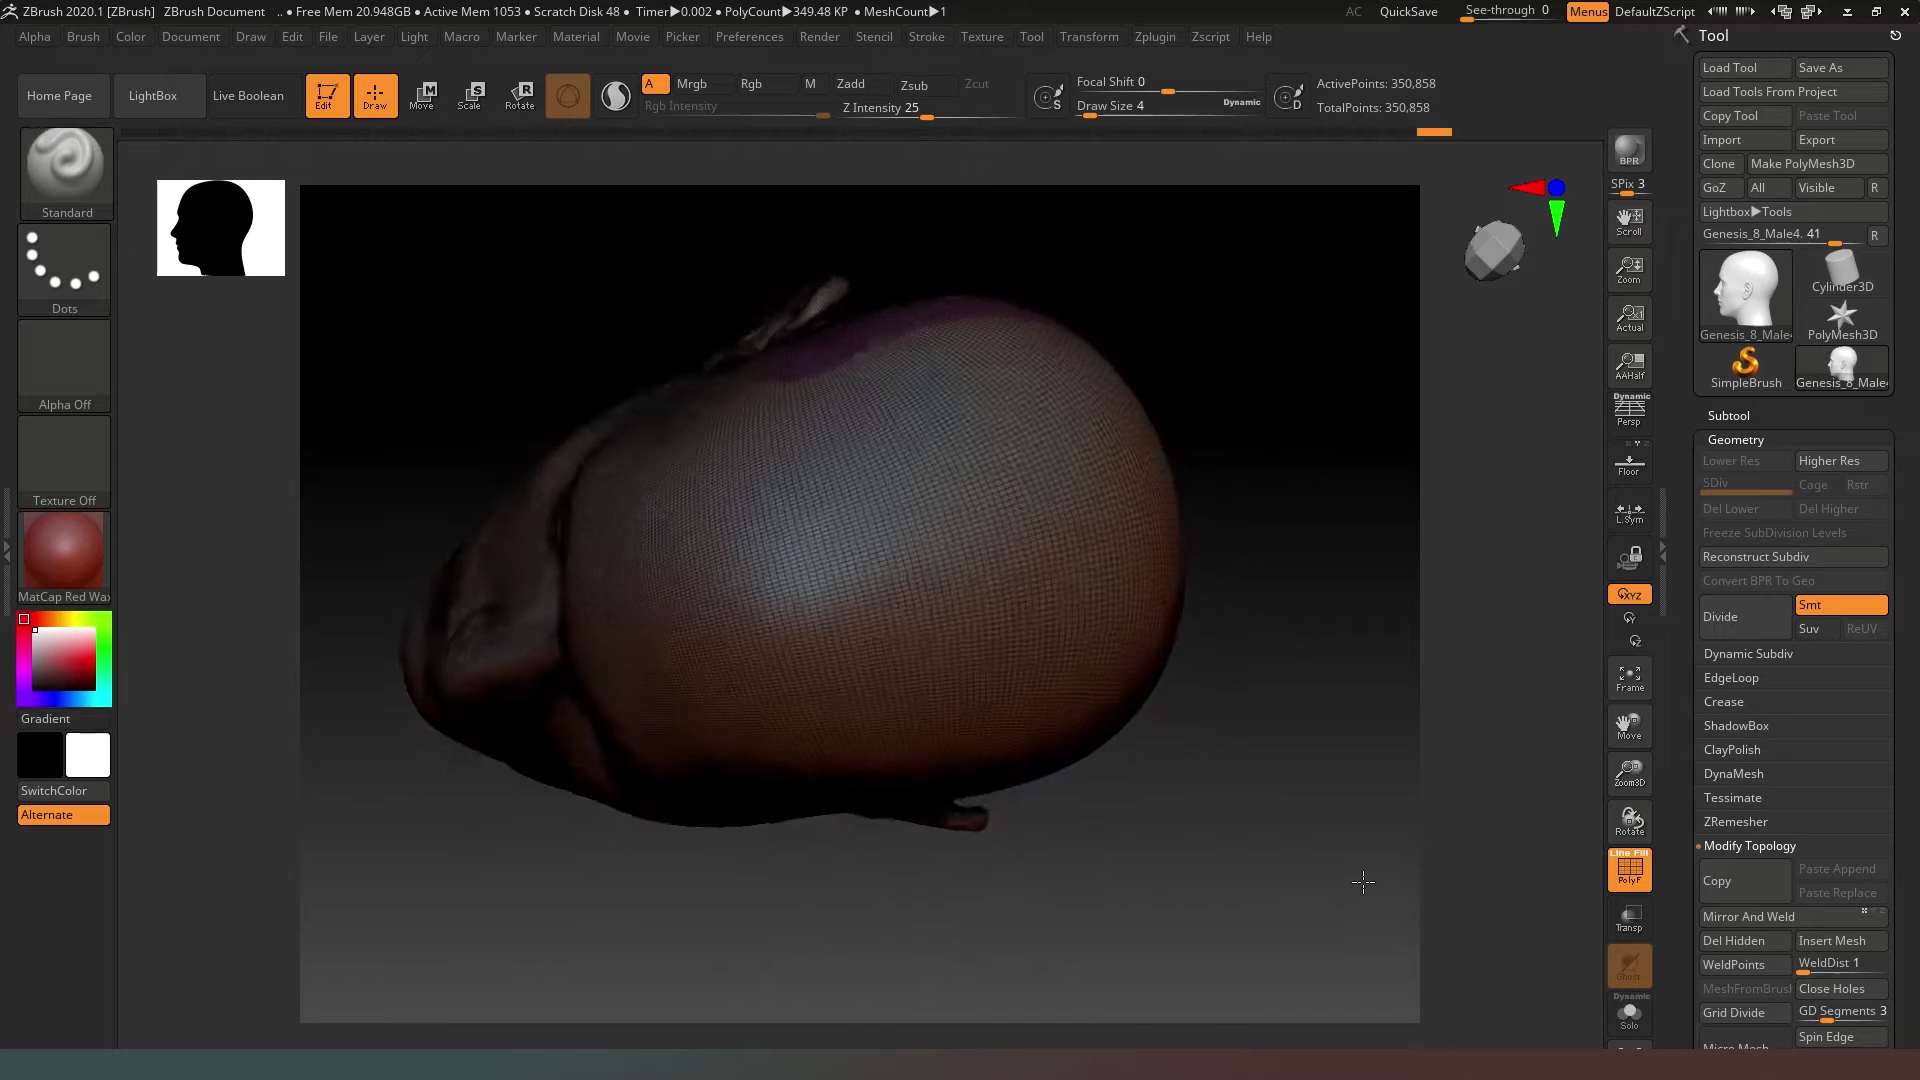 ZBrush 2020.1 [ZBrush] ZBrush Document .. • Free Mem 20.948GB • Active Mem 1053 • Scratch Disk 48 • Timer▶0.002 • PolyCount▶349.48 KP • MeshCount▶1 AC QuickSave See-through 0 Menus DefaultZScript
Alpha Brush Color Document Draw Edit File Layer Light Macro Marker Material Movie Picker Preferences Render Stencil Stroke Texture Tool Transform Zplugin Zscript Help
Home Page LightBox Live Boolean Edit Draw Move Scale Rotate
A Mrgb Rgb M Zadd Zsub Zcut
Rgb Intensity Z Intensity 25
S
Focal Shift 0
Draw Size 4 Dynamic
D
ActivePoints: 350,858
TotalPoints: 350,858
Standard
Dots
Alpha Off
Texture Off
MatCap Red Wax
Gradient
SwitchColor
Alternate
BPR
SPix 3
Scroll
Zoom
Actual
AAHalf
Dynamic
Persp
Floor
L.Sym
XYZ
Y
Z
Frame
Move
Zoom3D
Rotate
Line Fill
PolyF
Transp
Ghost
Dynamic
Solo
Tool
Load Tool Save As
Load Tools From Project
Copy Tool Paste Tool
Import Export
Clone Make PolyMesh3D
GoZ All Visible R
Lightbox▶Tools
Genesis_8_Male4. 41 R
Cylinder3D
Genesis_8_Male PolyMesh3D
SimpleBrush Genesis_8_Male4
Subtool
Geometry
Lower Res Higher Res
SDiv Cage Rstr
Del Lower Del Higher
Freeze SubDivision Levels
Reconstruct Subdiv
Convert BPR To Geo
Divide Smt
Suv ReUV
Dynamic Subdiv
EdgeLoop
Crease
ShadowBox
ClayPolish
DynaMesh
Tessimate
ZRemesher
Modify Topology
Copy Paste Append
Paste Replace
Mirror And Weld
Del Hidden Insert Mesh
WeldPoints WeldDist 1
MeshFromBrush Close Holes
Grid Divide GD Segments 3
Micro Mesh Spin Edge